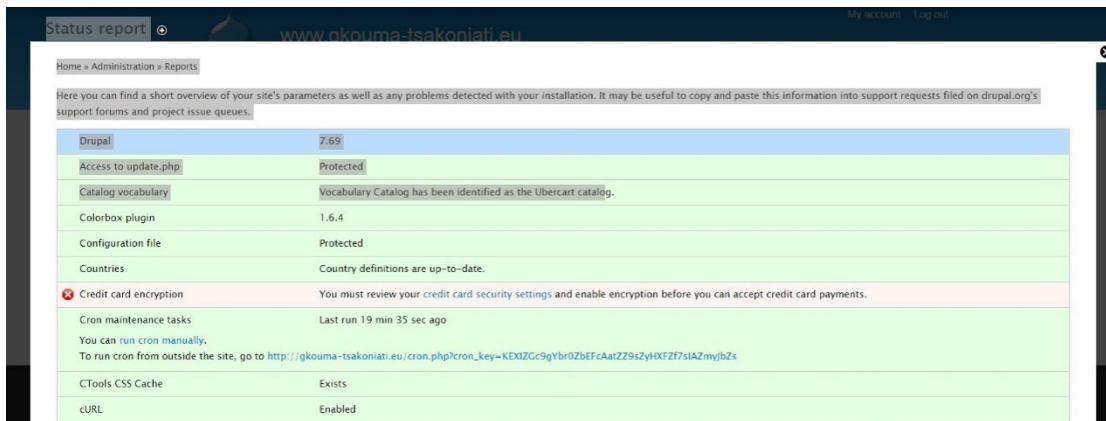 My account Log out
Status report
www.gkouma-tsakoniati.eu
Home » Administration » Reports
Here you can find a short overview of your site's parameters as well as any problems detected with your installation. It may be useful to copy and paste this information into support requests filed on drupal.org's
support forums and project issue queues.
Drupal 7.69
Access to update.php Protected
Catalog vocabulary Vocabulary Catalog has been identified as the Ubercart catalog.
Colorbox plugin 1.6.4
Configuration file Protected
Countries Country definitions are up-to-date.
Credit card encryption You must review your credit card security settings and enable encryption before you can accept credit card payments.
Cron maintenance tasks Last run 19 min 35 sec ago
You can run cron manually.
To run cron from outside the site, go to http://gkouma-tsakoniati.eu/cron.php?cron_key=KEXIZGc9gYbr0ZbEFcAatZZ9sZyHXFZf7slAZmyJbZs
CTools CSS Cache Exists
cURL Enabled